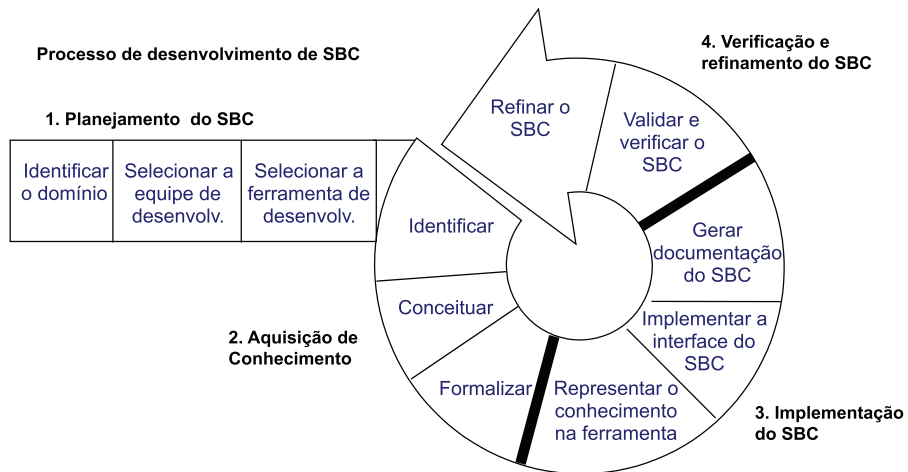 Processo de desenvolvimento de SBC
1. Planejamento do SBC
Identificar
o domínio
Selecionar a
equipe de
desenvolv.
Selecionar a
ferramenta de
desenvolv.
Identificar
Conceituar
2. Aquisição de
Conhecimento
Formalizar
Representar o
conhecimento
na ferramenta
3. Implementação
do SBC
Implementar a
interface do
SBC
Gerar
documentação
do SBC
4. Verificação e
refinamento do SBC
Validar e
verificar o
SBC
Refinar o
SBC